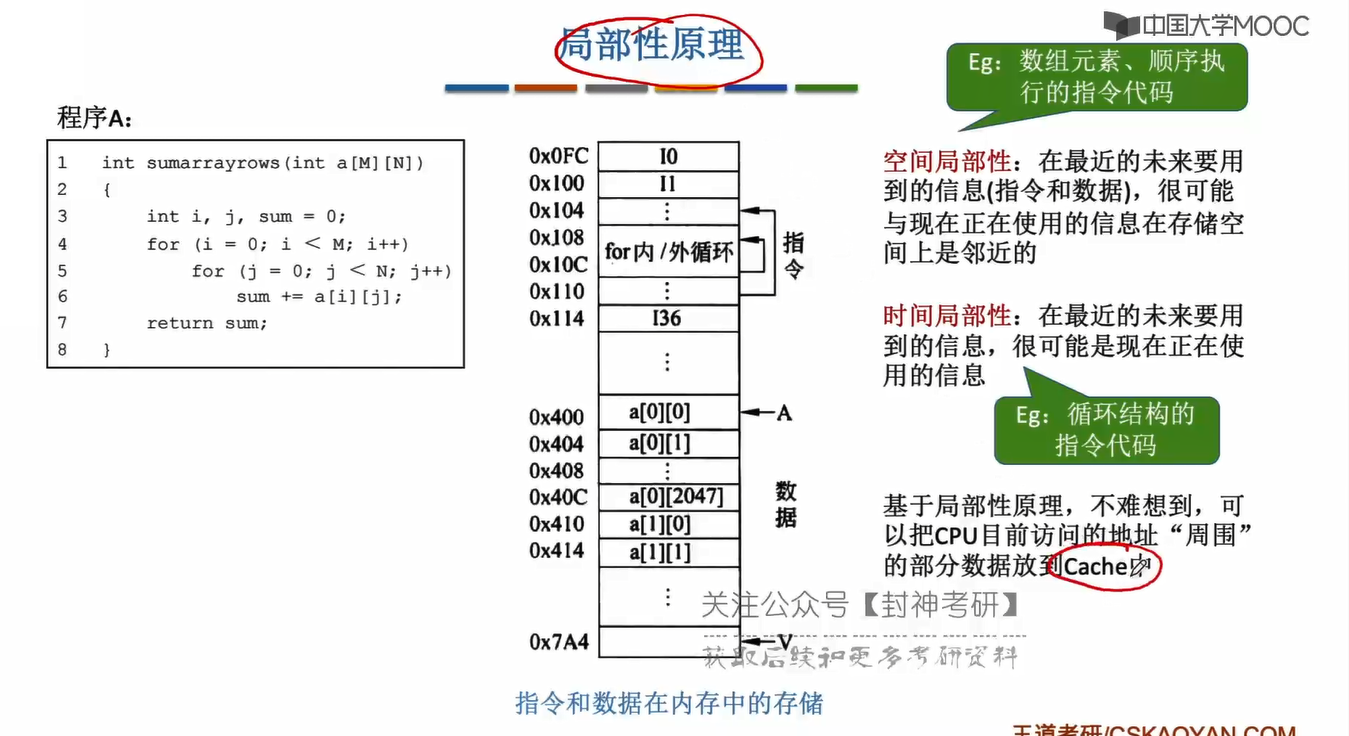 中国大学MOOC
局部性原理
Eg：数组元素、顺序执
行的指令代码
程序A：
1 int sumarrayrows(int a[M][N])
2 {
3 int i, j, sum = 0;
4 for (i = 0; i < M; i++)
5 for (j = 0; j < N; j++)
6 sum += a[i][j];
7 return sum;
8 }
0x0FC I0
0x100 I1
0x104 ⋮
0x108
for内/外循环
0x10C
0x110 ⋮
0x114 I36
⋮
指
令
0x400 a[0][0] A
0x404 a[0][1]
0x408 ⋮
0x40C a[0][2047]
0x410 a[1][0]
0x414 a[1][1]
⋮
0x7A4 V
数
据
指令和数据在内存中的存储
空间局部性：在最近的未来要用
到的信息(指令和数据)，很可能
与现在正在使用的信息在存储空
间上是邻近的
时间局部性：在最近的未来要用
到的信息，很可能是现在正在使
用的信息
Eg：循环结构的
指令代码
基于局部性原理，不难想到，可
以把CPU目前访问的地址“周围”
的部分数据放到Cache中
关注公众号【封神考研】
获取后续和更多考研资料
王道考研/CSKAOYAN.COM